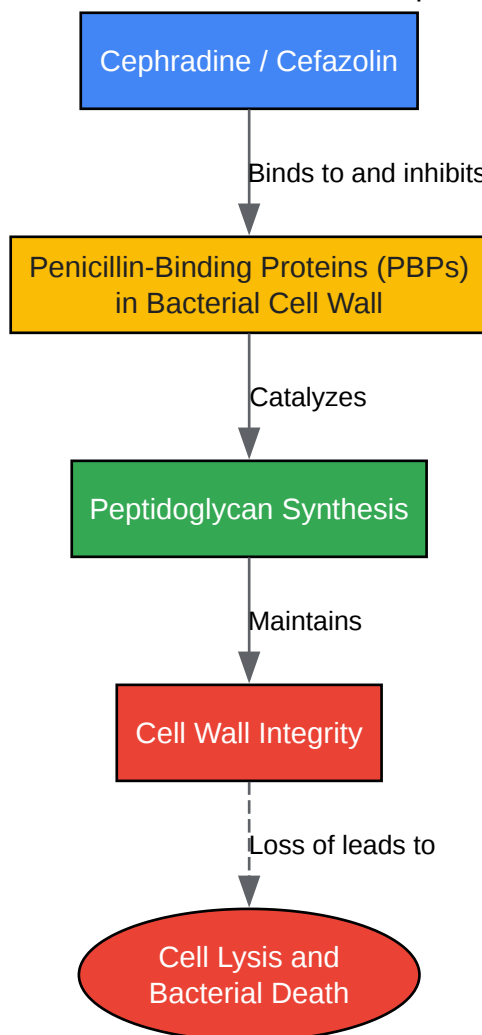 Cephradine / Cefazolin
Binds to and inhibits
Penicillin-Binding Proteins (PBPs)
in Bacterial Cell Wall
Catalyzes
Peptidoglycan Synthesis
Maintains
Cell Wall Integrity
Loss of leads to
Cell Lysis and
Bacterial Death